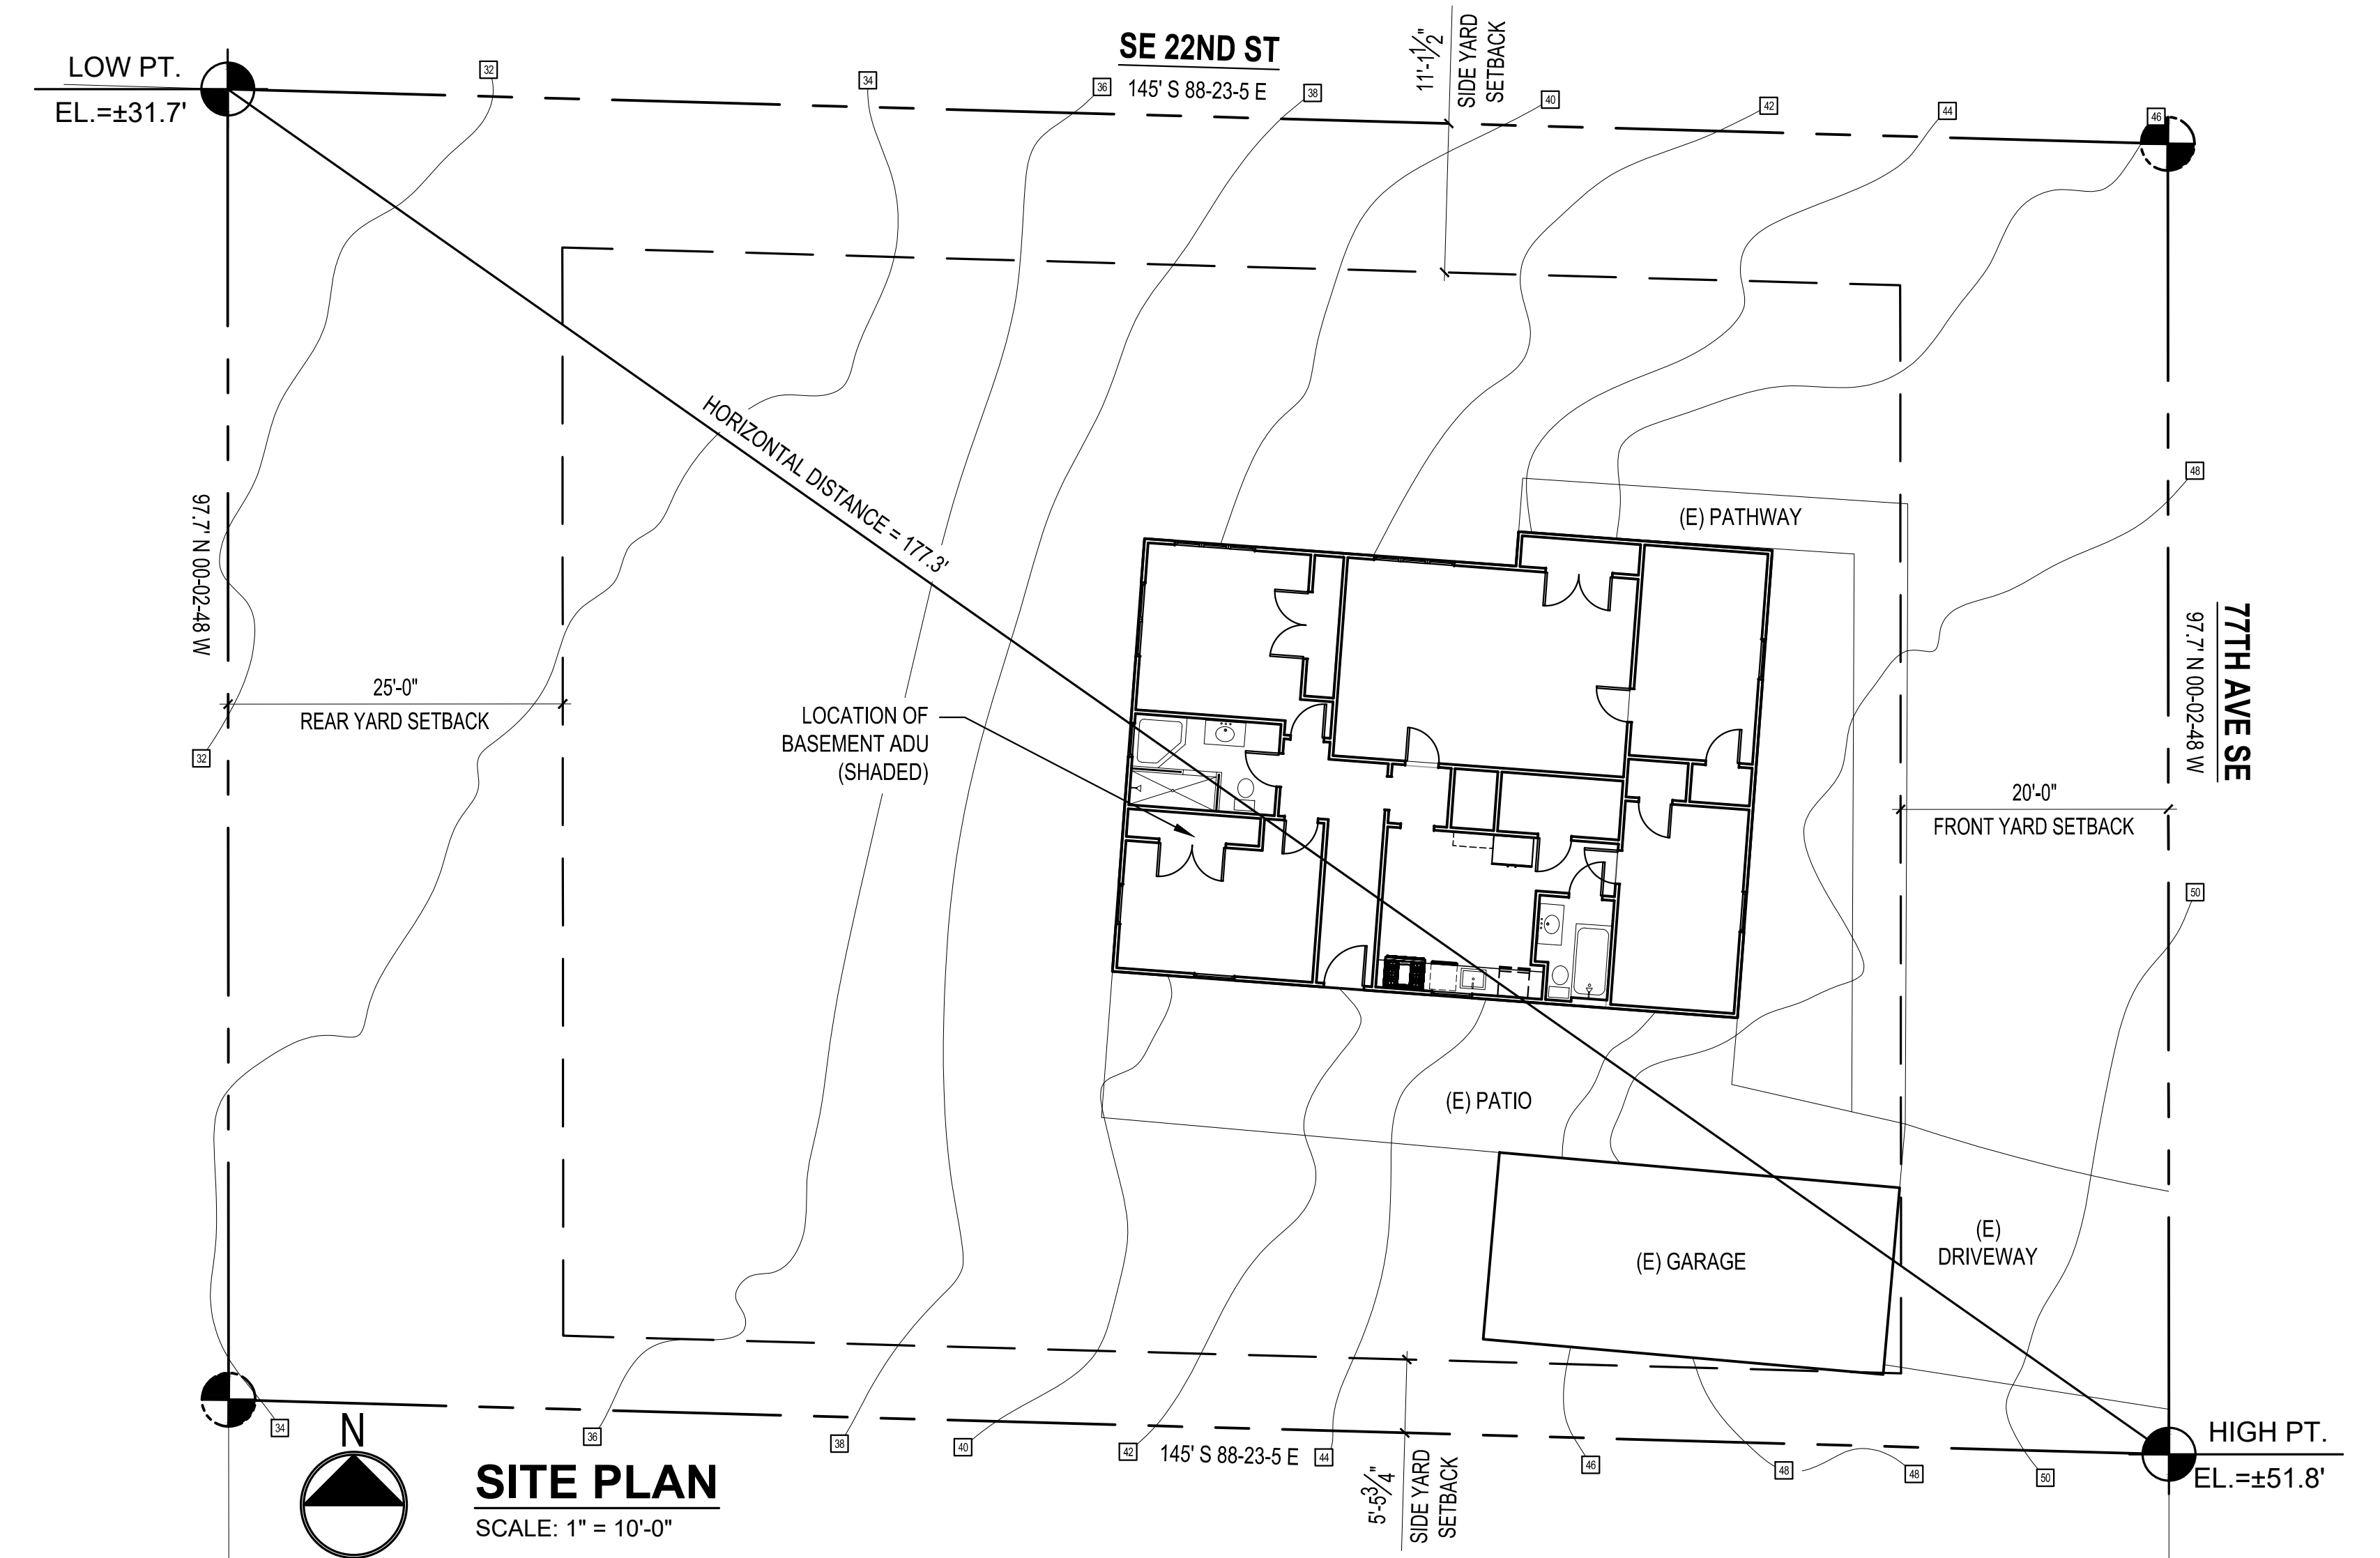 SE 22ND ST
145' S 88-23-5 E
11'-1½"
SIDE YARD
SETBACK
LOW PT.
EL.=±31.7'
32
34
36
38
40
42
44
46
HORIZONTAL DISTANCE = 177.3'
48
(E) PATHWAY
97.7' N 00-02-48 W
77TH AVE SE
97.7' N 00-02-48 W
25'-0"
REAR YARD SETBACK
LOCATION OF
BASEMENT ADU
(SHADED)
32
20'-0"
FRONT YARD SETBACK
50
(E) PATIO
(E) GARAGE
(E)
DRIVEWAY
34
36
38
40
42
145' S 88-23-5 E
44
46
48
48
50
5'-5¾"
SIDE YARD
SETBACK
HIGH PT.
EL.=±51.8'
N
SITE PLAN
SCALE: 1" = 10'-0"